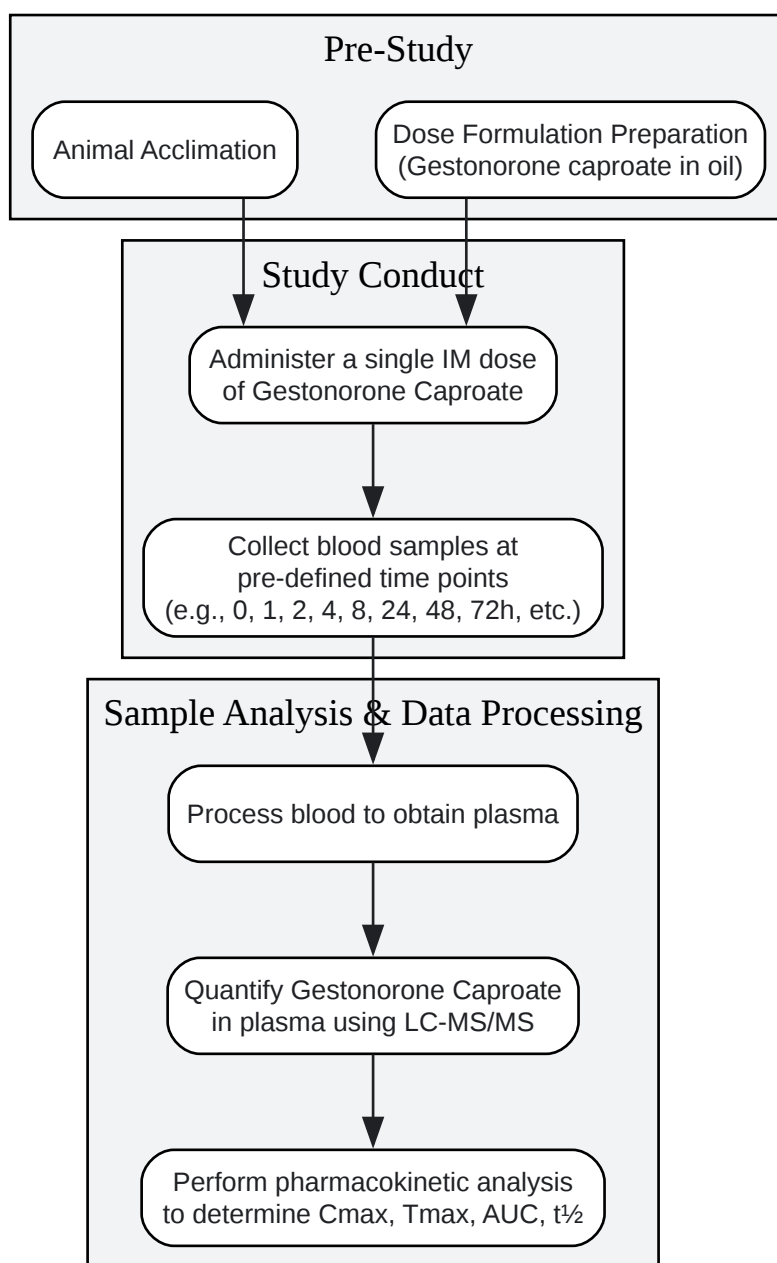 Pre-Study
Animal Acclimation
Dose Formulation Preparation
(Gestonorone caproate in oil)
Study Conduct
Administer a single IM dose
of Gestonorone Caproate
Collect blood samples at
pre-defined time points
(e.g., 0, 1, 2, 4, 8, 24, 48, 72h, etc.)
Sample Analysis & Data Processing
Process blood to obtain plasma
Quantify Gestonorone Caproate
in plasma using LC-MS/MS
Perform pharmacokinetic analysis
to determine Cmax, Tmax, AUC, t½